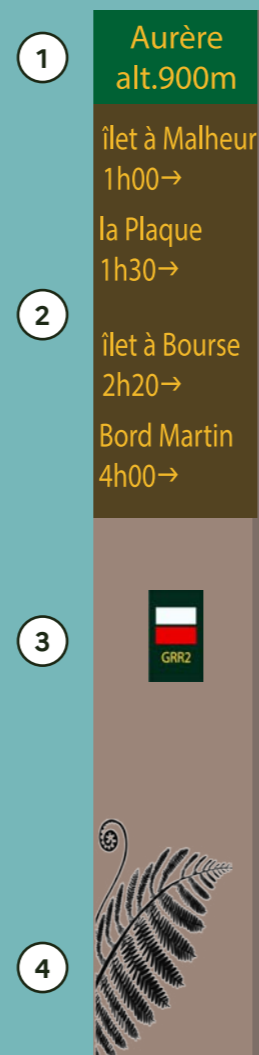 1
Aurère
alt.900m
îlet à Malheur
1h00→
la Plaque
1h30→
2
îlet à Bourse
2h20→
Bord Martin
4h00→
3
GRR2
4